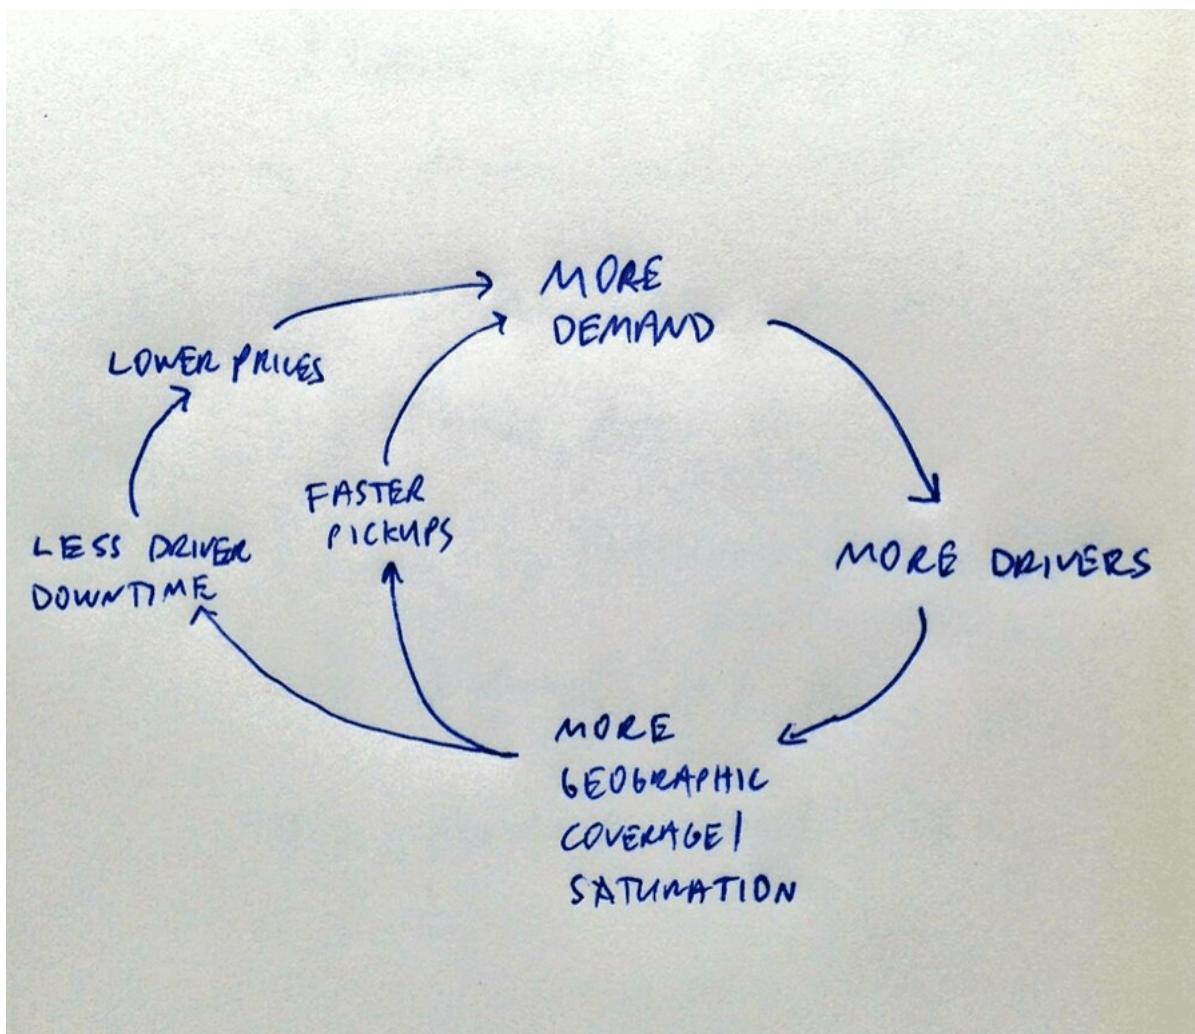 MORE
DEMAND
LOWER PRICES
FASTER
PICKUPS
LESS DRIVER
DOWNTIME
MORE DRIVERS
MORE
GEOGRAPHIC
COVERAGE/
SATURATION